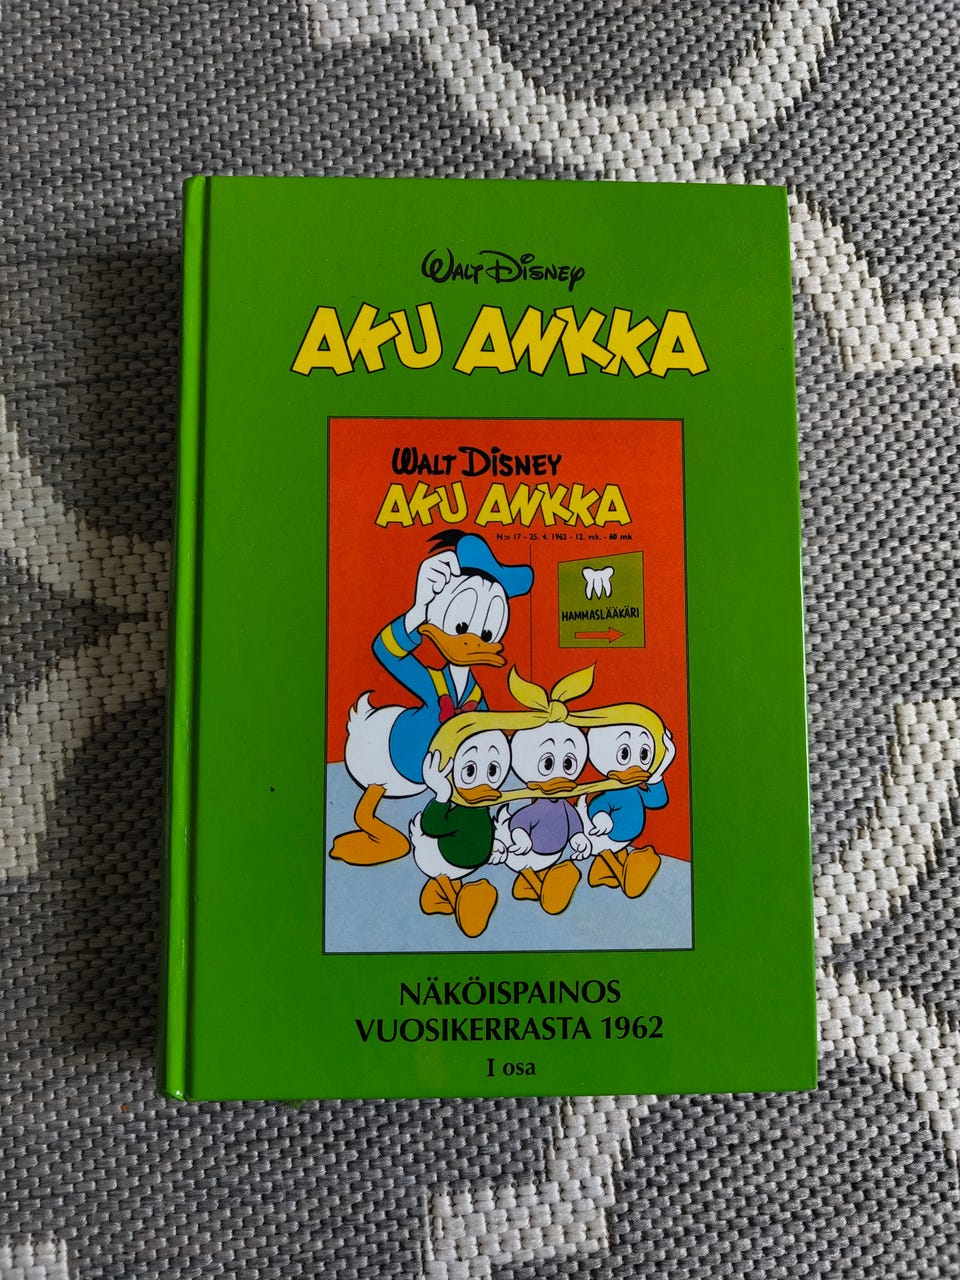 WALT DISNEY
AKU ANKKA
WALT DISNEY
AKU ANKKA
N:o 17 - 25. 4. 1962 - 12. vsk. - 60 mk
HAMMASLÄÄKÄRI
NÄKÖISPAINOS
VUOSIKERRASTA 1962
I osa